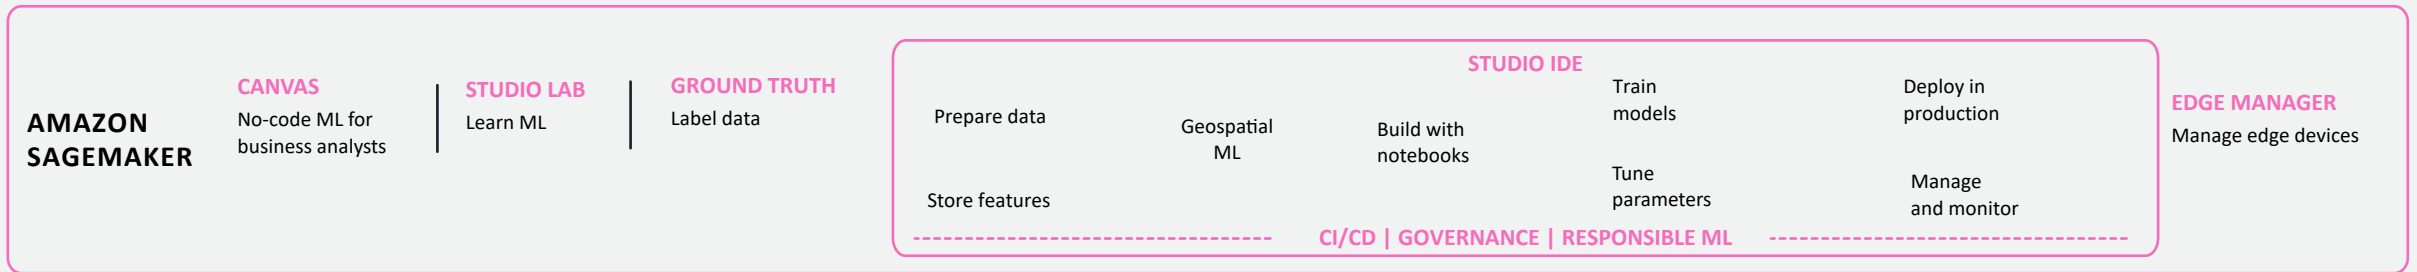 AMAZON
SAGEMAKER
CANVAS
No-code ML for
business analysts
STUDIO LAB
Learn ML
GROUND TRUTH
Label data
STUDIO IDE
Prepare data
Store features
Geospatial
ML
Build with
notebooks
Train
models
Tune
parameters
Deploy in
production
Manage
and monitor
CI/CD | GOVERNANCE | RESPONSIBLE ML
EDGE MANAGER
Manage edge devices